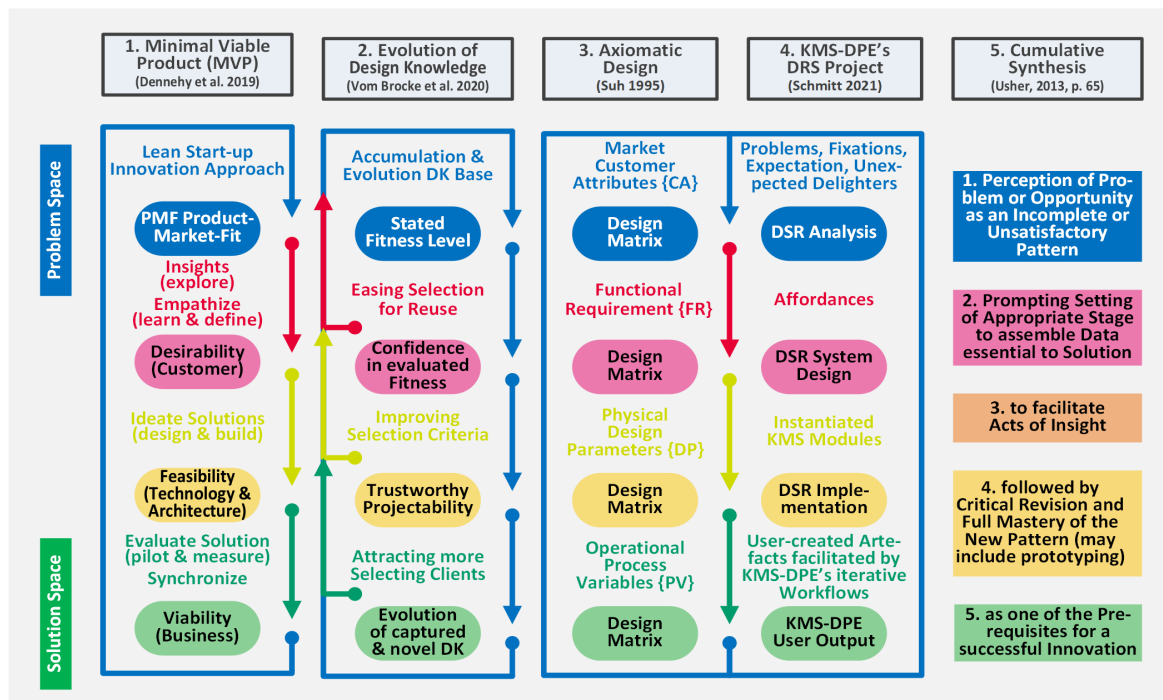 1. Minimal Viable
Product (MVP)
(Dennehy et al. 2019)
2. Evolution of
Design Knowledge
(Vom Brocke et al. 2020)
3. Axiomatic
Design
(Suh 1995)
4. KMS-DPE’s
DRS Project
(Schmitt 2021)
5. Cumulative
Synthesis
(Usher, 2013, p. 65)
Problem Space
Solution Space
Lean Start-up
Innovation Approach
PMF Product-
Market-Fit
Insights
(explore)
Empathize
(learn & define)
Desirability
(Customer)
Ideate Solutions
(design & build)
Feasibility
(Technology &
Architecture)
Evaluate Solution
(pilot & measure)
Synchronize
Viability
(Business)
Accumulation &
Evolution DK Base
Stated
Fitness Level
Easing Selection
for Reuse
Confidence
in evaluated
Fitness
Improving
Selection Criteria
Trustworthy
Projectability
Attracting more
Selecting Clients
Evolution
of captured
& novel DK
Market
Customer
Attributes {CA}
Design
Matrix
Functional
Requirement {FR}
Design
Matrix
Physical
Design
Parameters {DP}
Design
Matrix
Operational
Process
Variables {PV}
Design Matrix
Problems, Fixations,
Expectation, Unex-
pected Delighters
DSR Analysis
Affordances
DSR System
Design
Instantiated
KMS Modules
DSR Imple-
mentation
User-created Arte-
facts facilitated by
KMS-DPE’s iterative
Workflows
KMS-DPE
User Output
1. Perception of Pro-
blem or Opportunity
as an Incomplete or
Unsatisfactory
Pattern
2. Prompting Setting
of Appropriate Stage
to assemble Data
essential to Solution
3. to facilitate
Acts of Insight
4. followed by
Critical Revision and
Full Mastery of the
New Pattern (may
include prototyping)
5. as one of the Pre-
requisites for a
successful Innovation